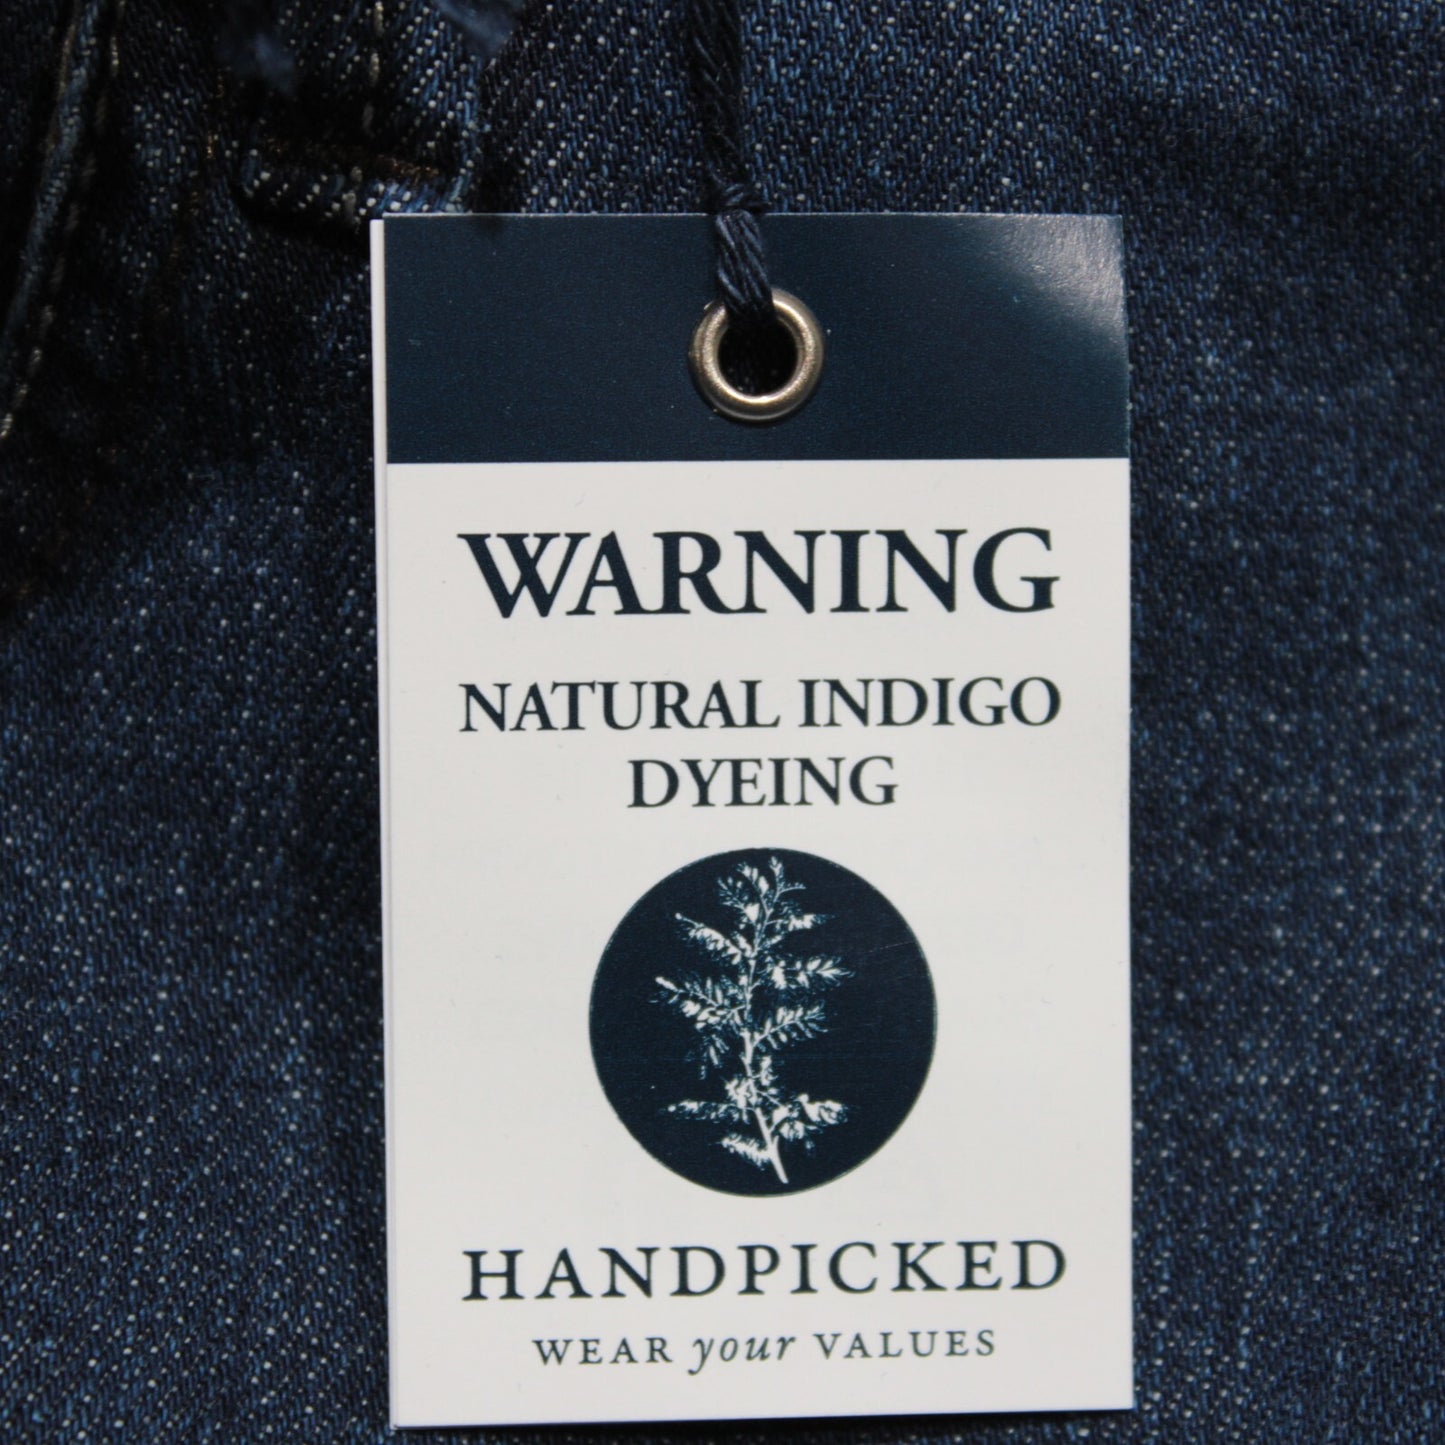 WARNING
NATURAL INDIGO
DYEING
HANDPICKED
WEAR your VALUES